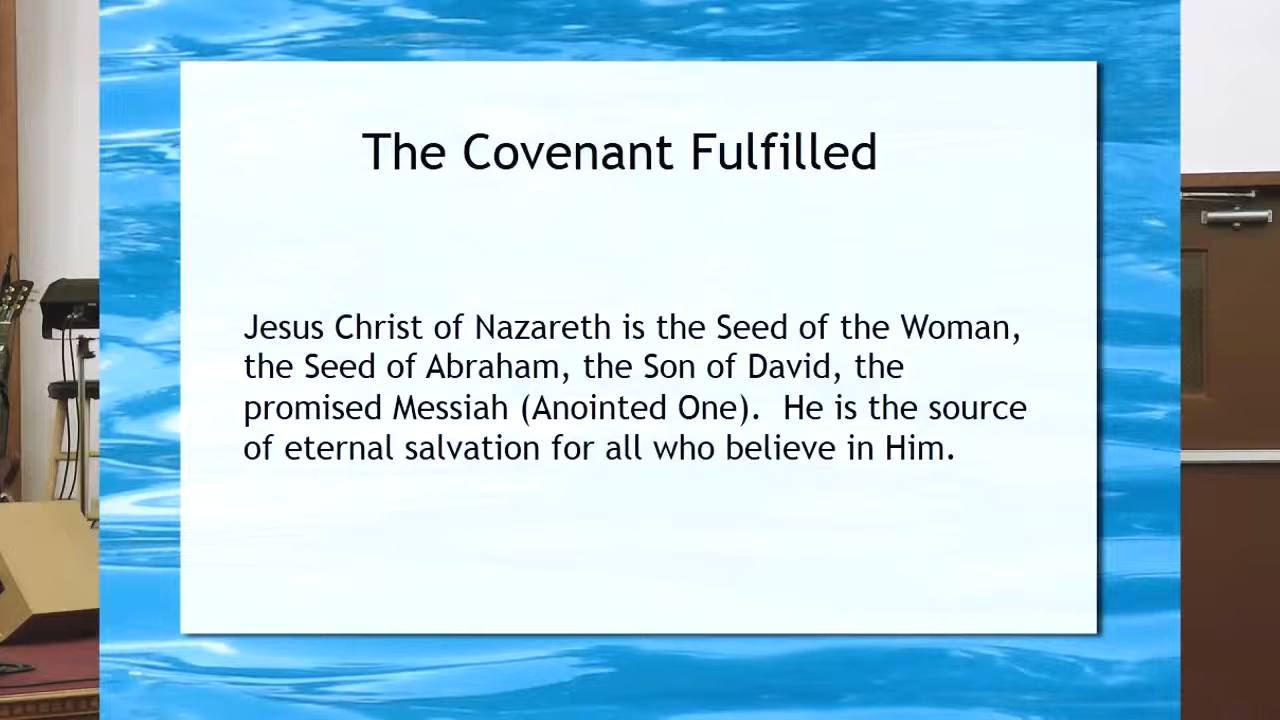 The Covenant Fulfilled
Jesus Christ of Nazareth is the Seed of the Woman,
the Seed of Abraham, the Son of David, the
promised Messiah (Anointed One).  He is the source
of eternal salvation for all who believe in Him.